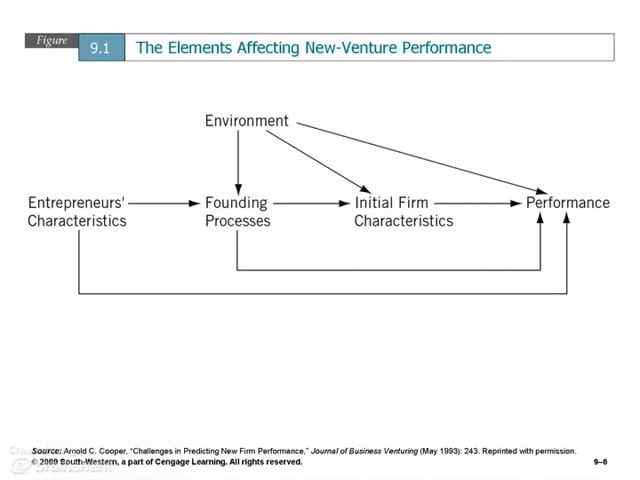 Figure
9.1 The Elements Affecting New-Venture Performance
Environment
Entrepreneurs' Characteristics
Founding Processes
Initial Firm Characteristics
Performance
Source: Arnold C. Cooper, "Challenges in Predicting New Firm Performance," Journal of Business Venturing (May 1993): 243. Reprinted with permission.
© 2009 South-Western, a part of Cengage Learning. All rights reserved.
9–6